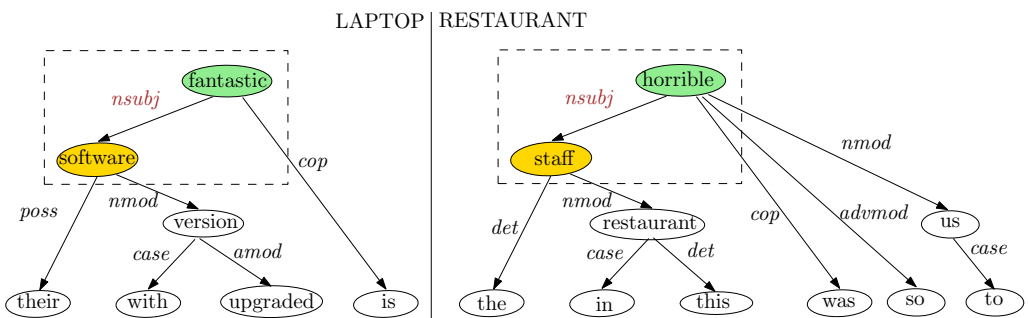 LAPTOP RESTAURANT
fantastic horrible
nsubj nsubj
nmod
software cop staff
poss nmod det nmod cop advmod
version restaurant us
case amod case det case
their with upgraded is the in this was so to